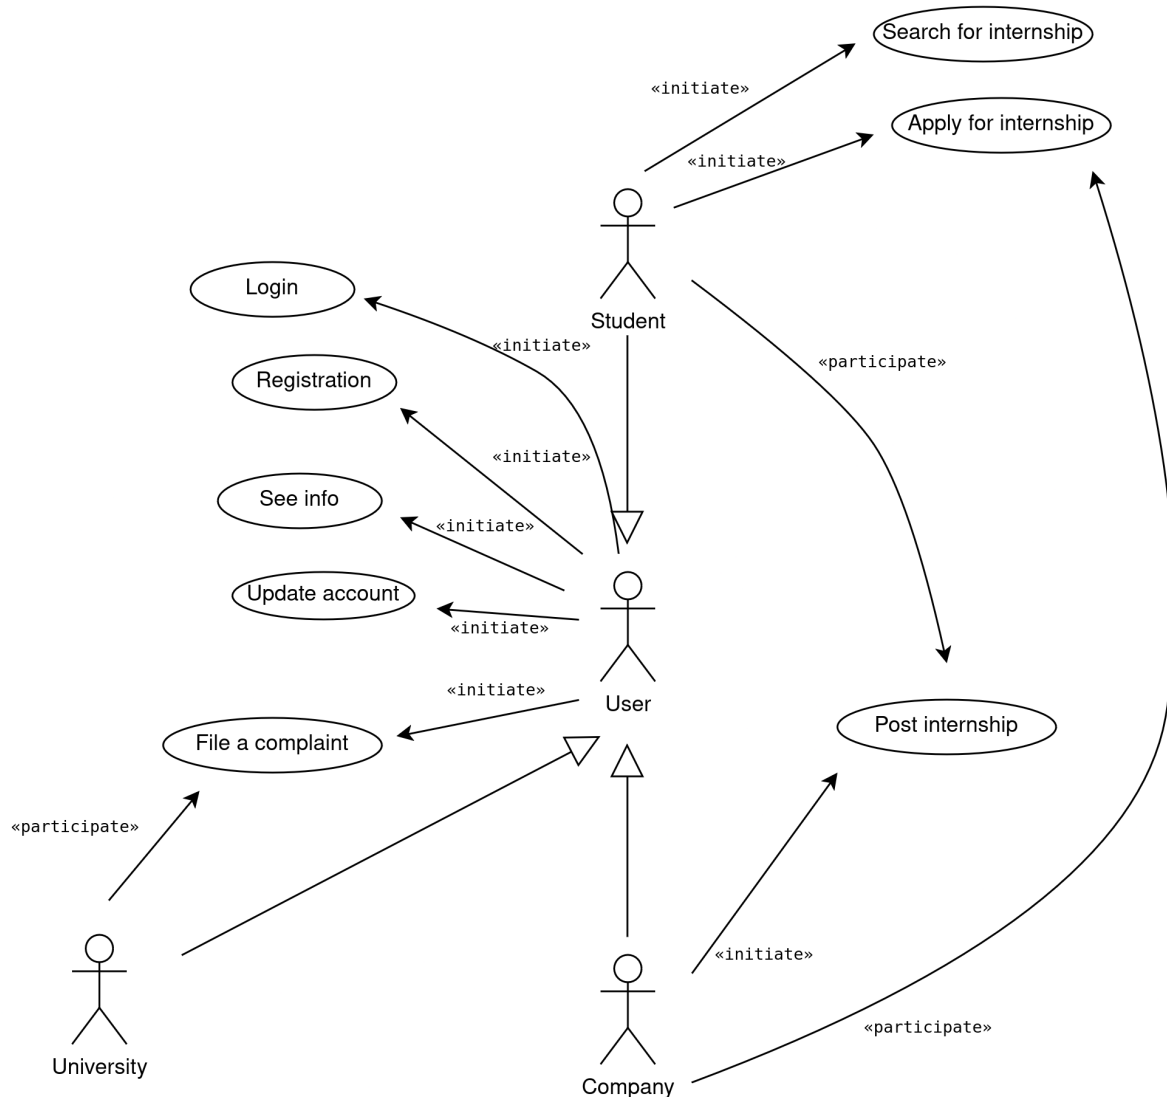 Search for internship
«initiate»
Apply for internship
«initiate»
Student
Login
«initiate»
«participate»
Registration
«initiate»
See info
«initiate»
Update account
«initiate»
«initiate»
User
Post internship
File a complaint
«participate»
«initiate»
«participate»
University
Company